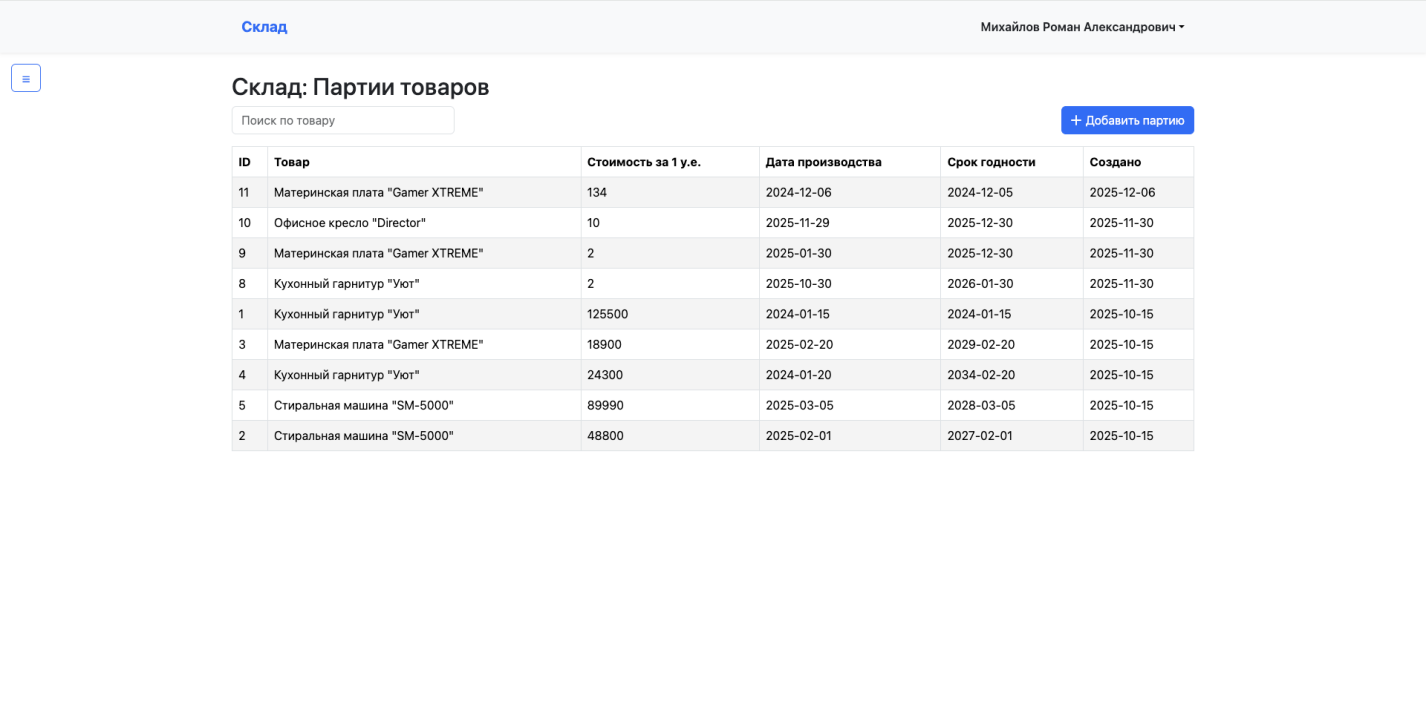 Склад Михайлов Роман Александрович
≡
Склад: Партии товаров
Поиск по товару + Добавить партию
ID Товар Стоимость за 1 у.е. Дата производства Срок годности Создано
11 Материнская плата "Gamer XTREME" 134 2024-12-06 2024-12-05 2025-12-06
10 Офисное кресло "Director" 10 2025-11-29 2025-12-30 2025-11-30
9 Материнская плата "Gamer XTREME" 2 2025-01-30 2025-12-30 2025-11-30
8 Кухонный гарнитур "Уют" 2 2025-10-30 2026-01-30 2025-11-30
1 Кухонный гарнитур "Уют" 125500 2024-01-15 2024-01-15 2025-10-15
3 Материнская плата "Gamer XTREME" 18900 2025-02-20 2029-02-20 2025-10-15
4 Кухонный гарнитур "Уют" 24300 2024-01-20 2034-02-20 2025-10-15
5 Стиральная машина "SM-5000" 89990 2025-03-05 2028-03-05 2025-10-15
2 Стиральная машина "SM-5000" 48800 2025-02-01 2027-02-01 2025-10-15